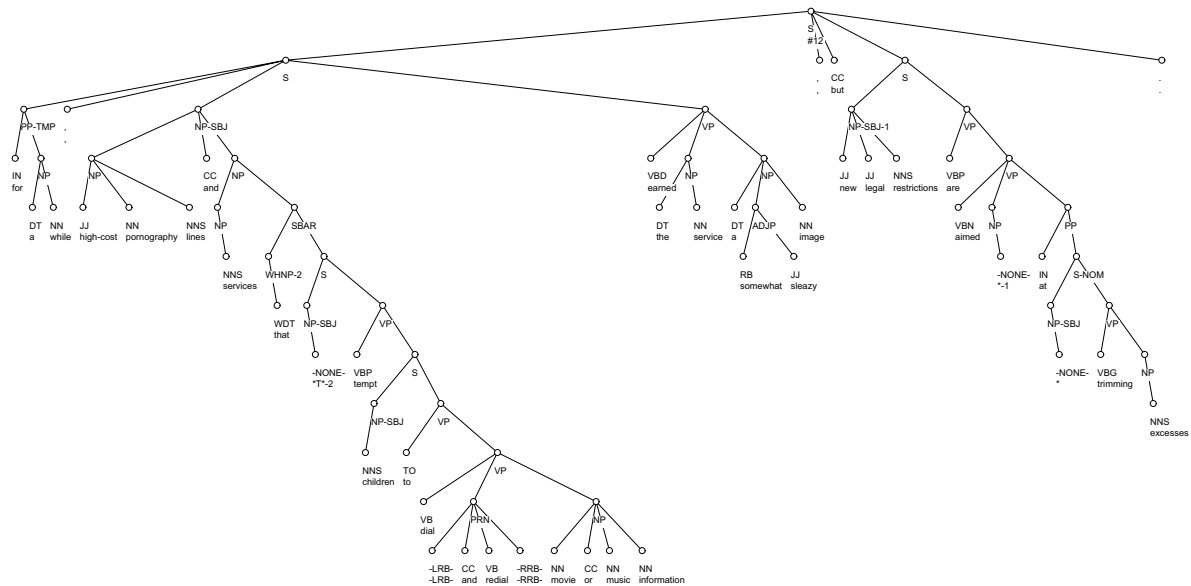 S
#12
S
, CC S .
, but .
PP-TMP , NP-SBJ VP NP-SBJ-1 VP
,
IN NP NP CC NP VBD NP NP JJ JJ NNS VBP VP
for and earned new legal restrictions are
DT NN JJ NN NNS NP SBAR DT NN DT ADJP NN VBN NP PP
a while high-cost pornography lines the service a image aimed
NNS WHNP-2 S RB JJ -NONE- IN S-NOM
services somewhat sleazy *-1 at
WDT NP-SBJ VP NP-SBJ VP
that
-NONE- VBP S -NONE- VBG NP
*T*-2 tempt * trimming
NP-SBJ VP NNS
excesses
NNS TO VP
children to
VB PRN NP
dial
-LRB- CC VB -RRB- NN CC NN NN
-LRB- and redial -RRB- movie or music information